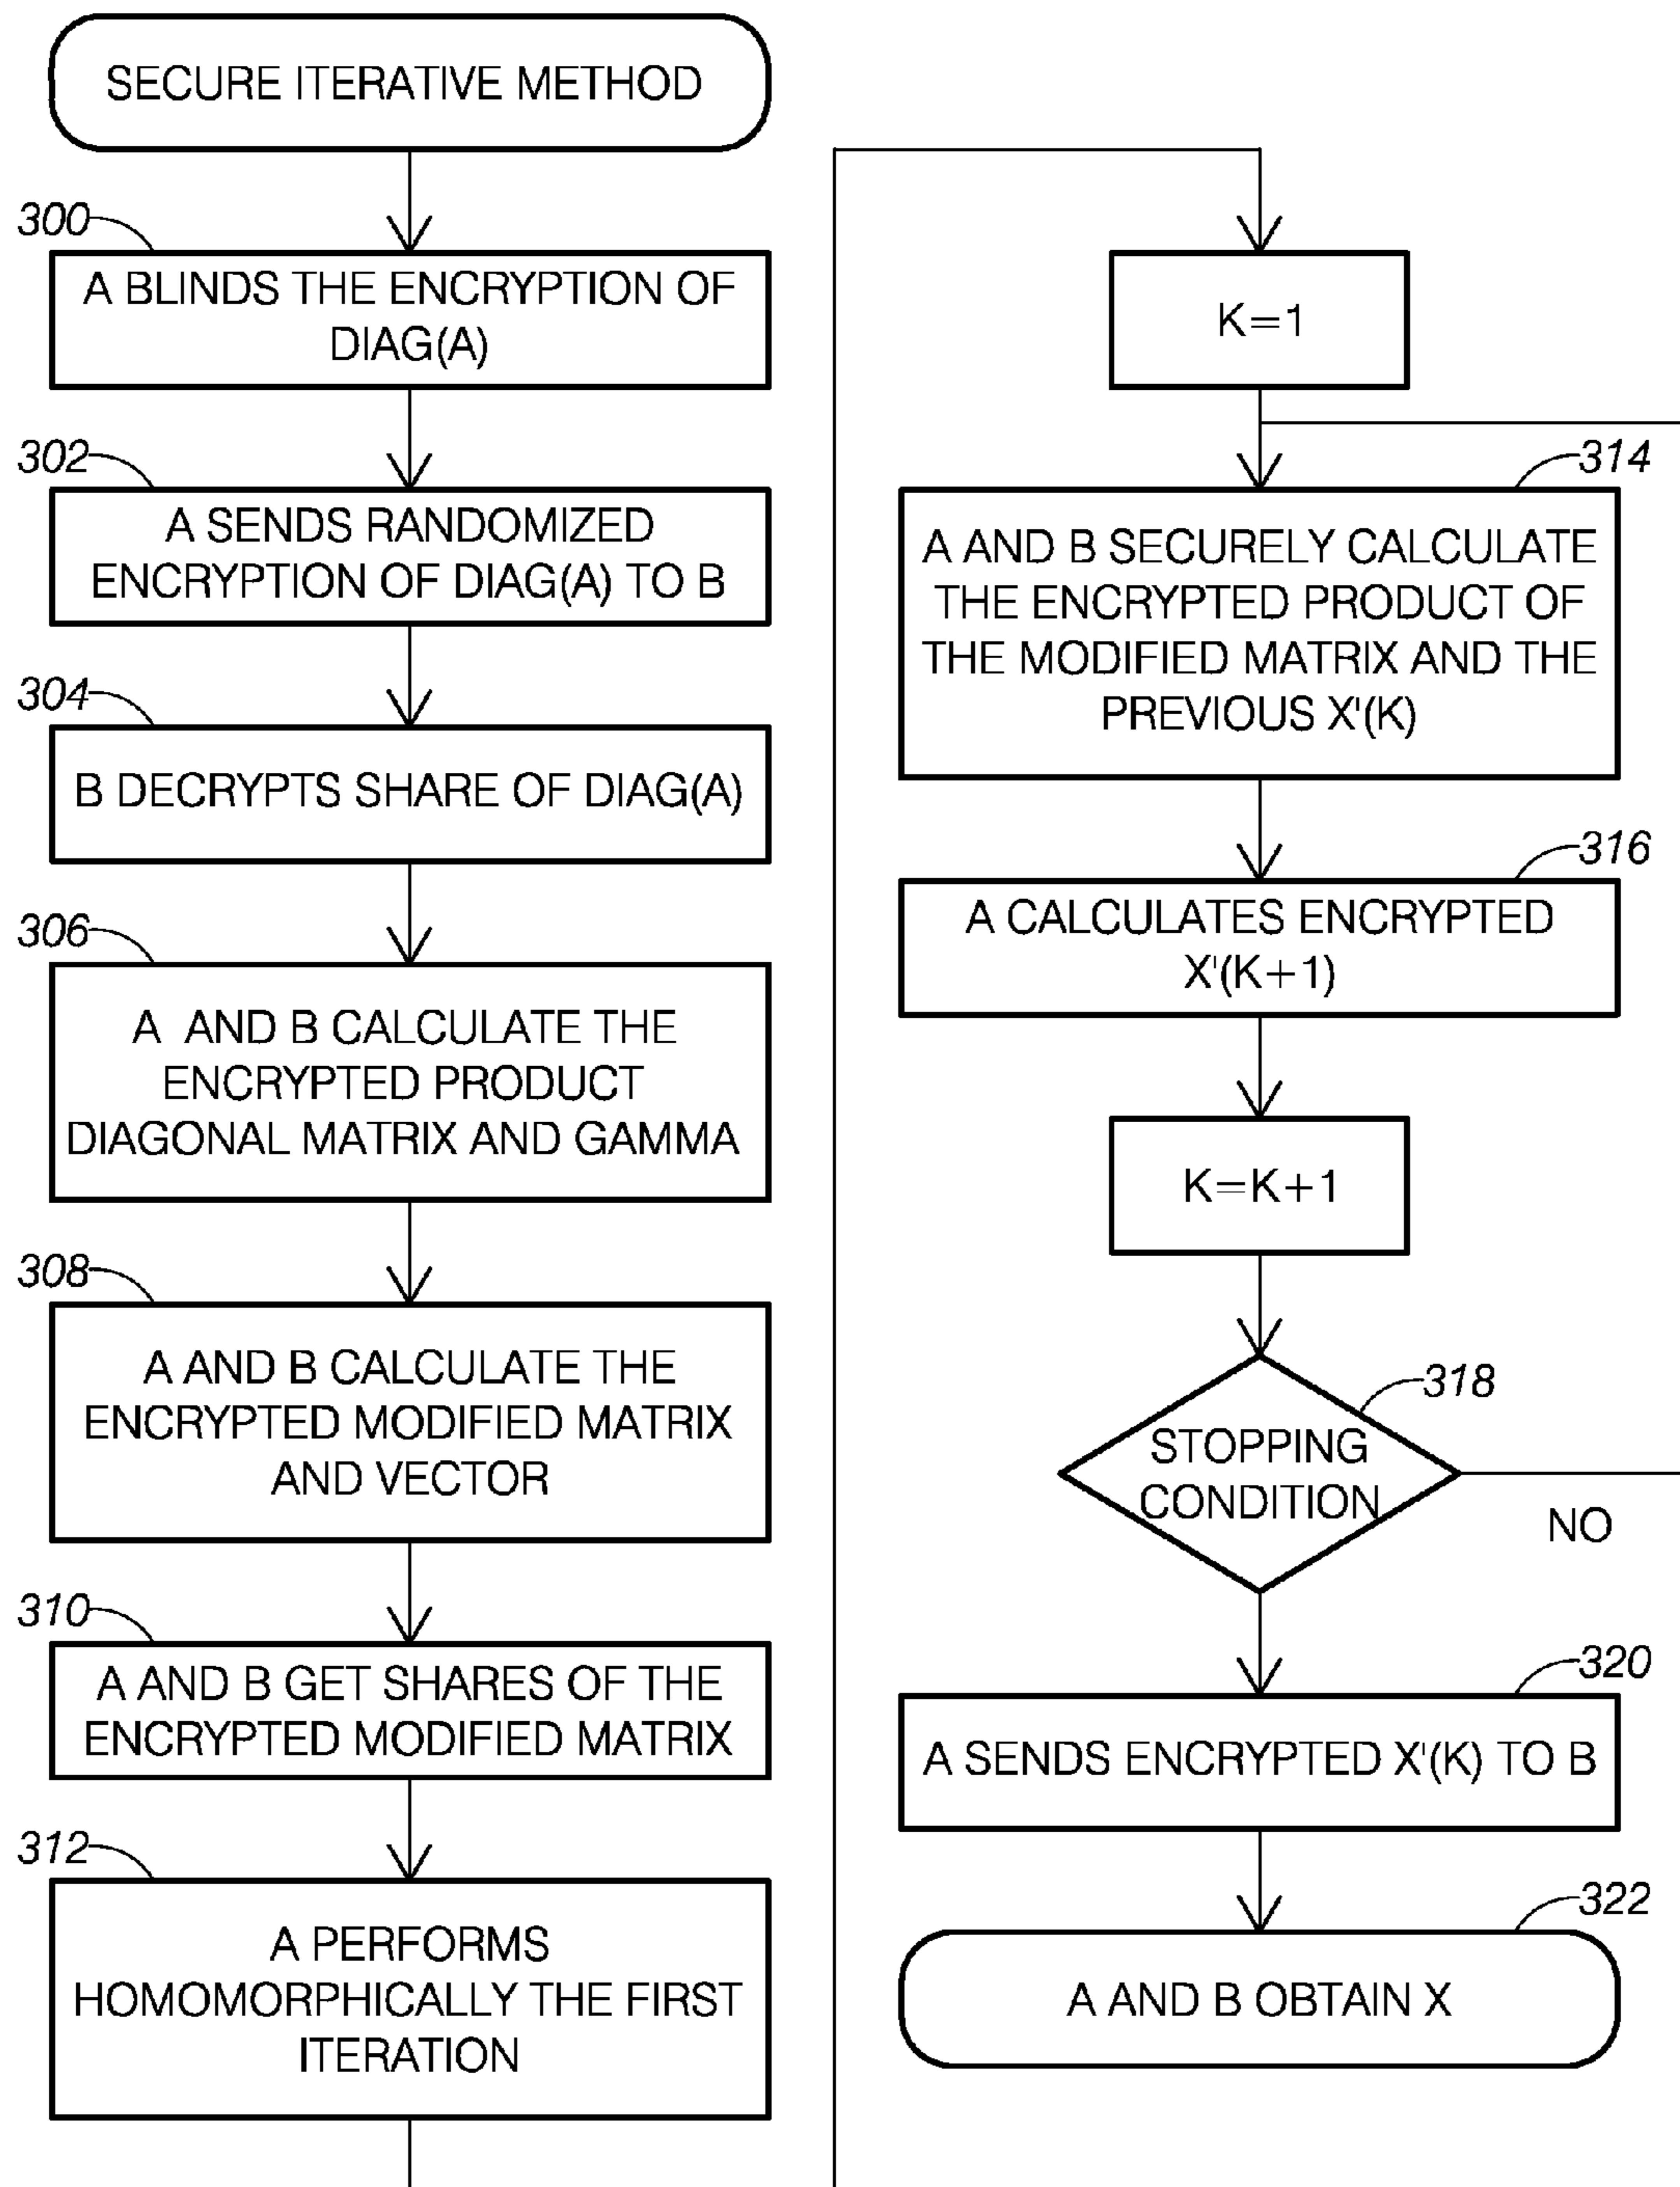 SECURE ITERATIVE METHOD
300
A BLINDS THE ENCRYPTION OF
DIAG(A)
302
A SENDS RANDOMIZED
ENCRYPTION OF DIAG(A) TO B
304
B DECRYPTS SHARE OF DIAG(A)
306
A AND B CALCULATE THE
ENCRYPTED PRODUCT
DIAGONAL MATRIX AND GAMMA
308
A AND B CALCULATE THE
ENCRYPTED MODIFIED MATRIX
AND VECTOR
310
A AND B GET SHARES OF THE
ENCRYPTED MODIFIED MATRIX
312
A PERFORMS
HOMOMORPHICALLY THE FIRST
ITERATION
K=1
314
A AND B SECURELY CALCULATE
THE ENCRYPTED PRODUCT OF
THE MODIFIED MATRIX AND THE
PREVIOUS X'(K)
316
A CALCULATES ENCRYPTED
X'(K+1)
K=K+1
318
STOPPING
CONDITION
NO
320
A SENDS ENCRYPTED X'(K) TO B
322
A AND B OBTAIN X